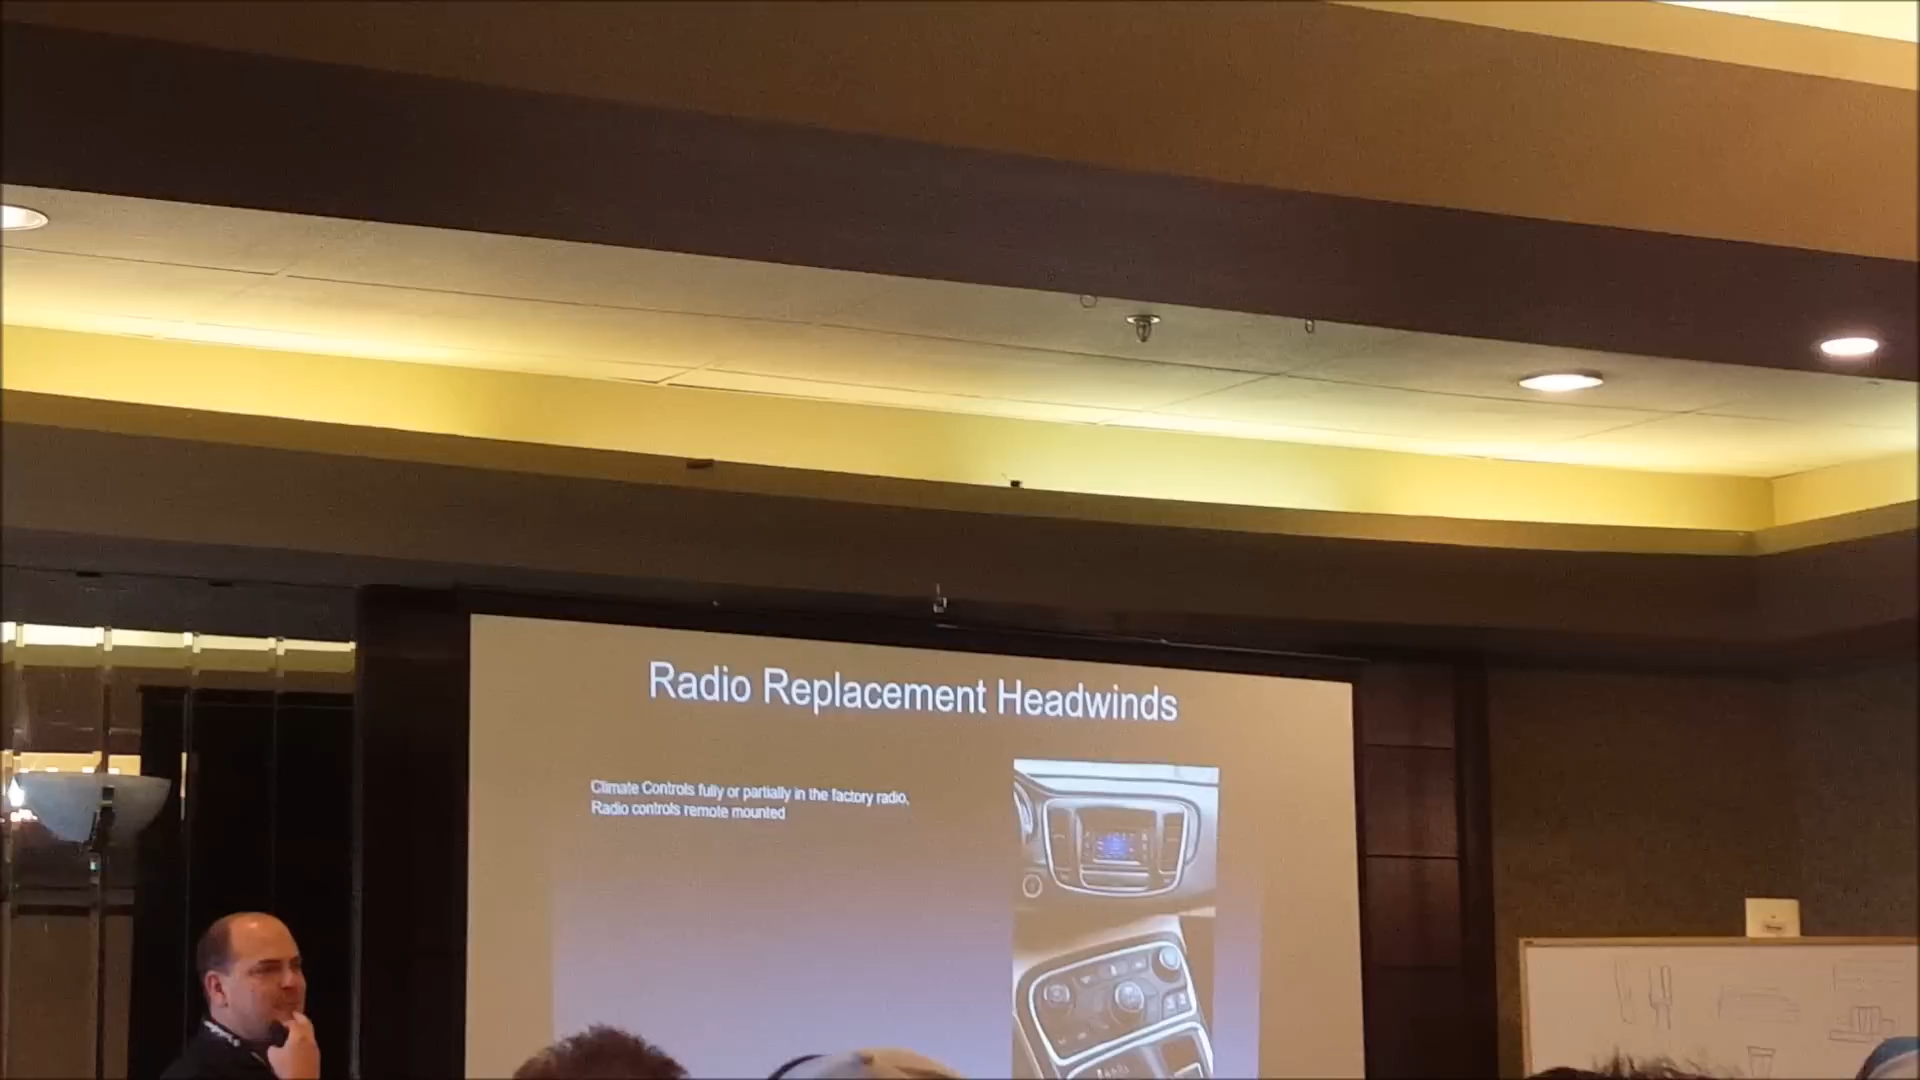 Radio Replacement Headwinds
Climate Controls fully or partially in the factory radio,
Radio controls remote mounted